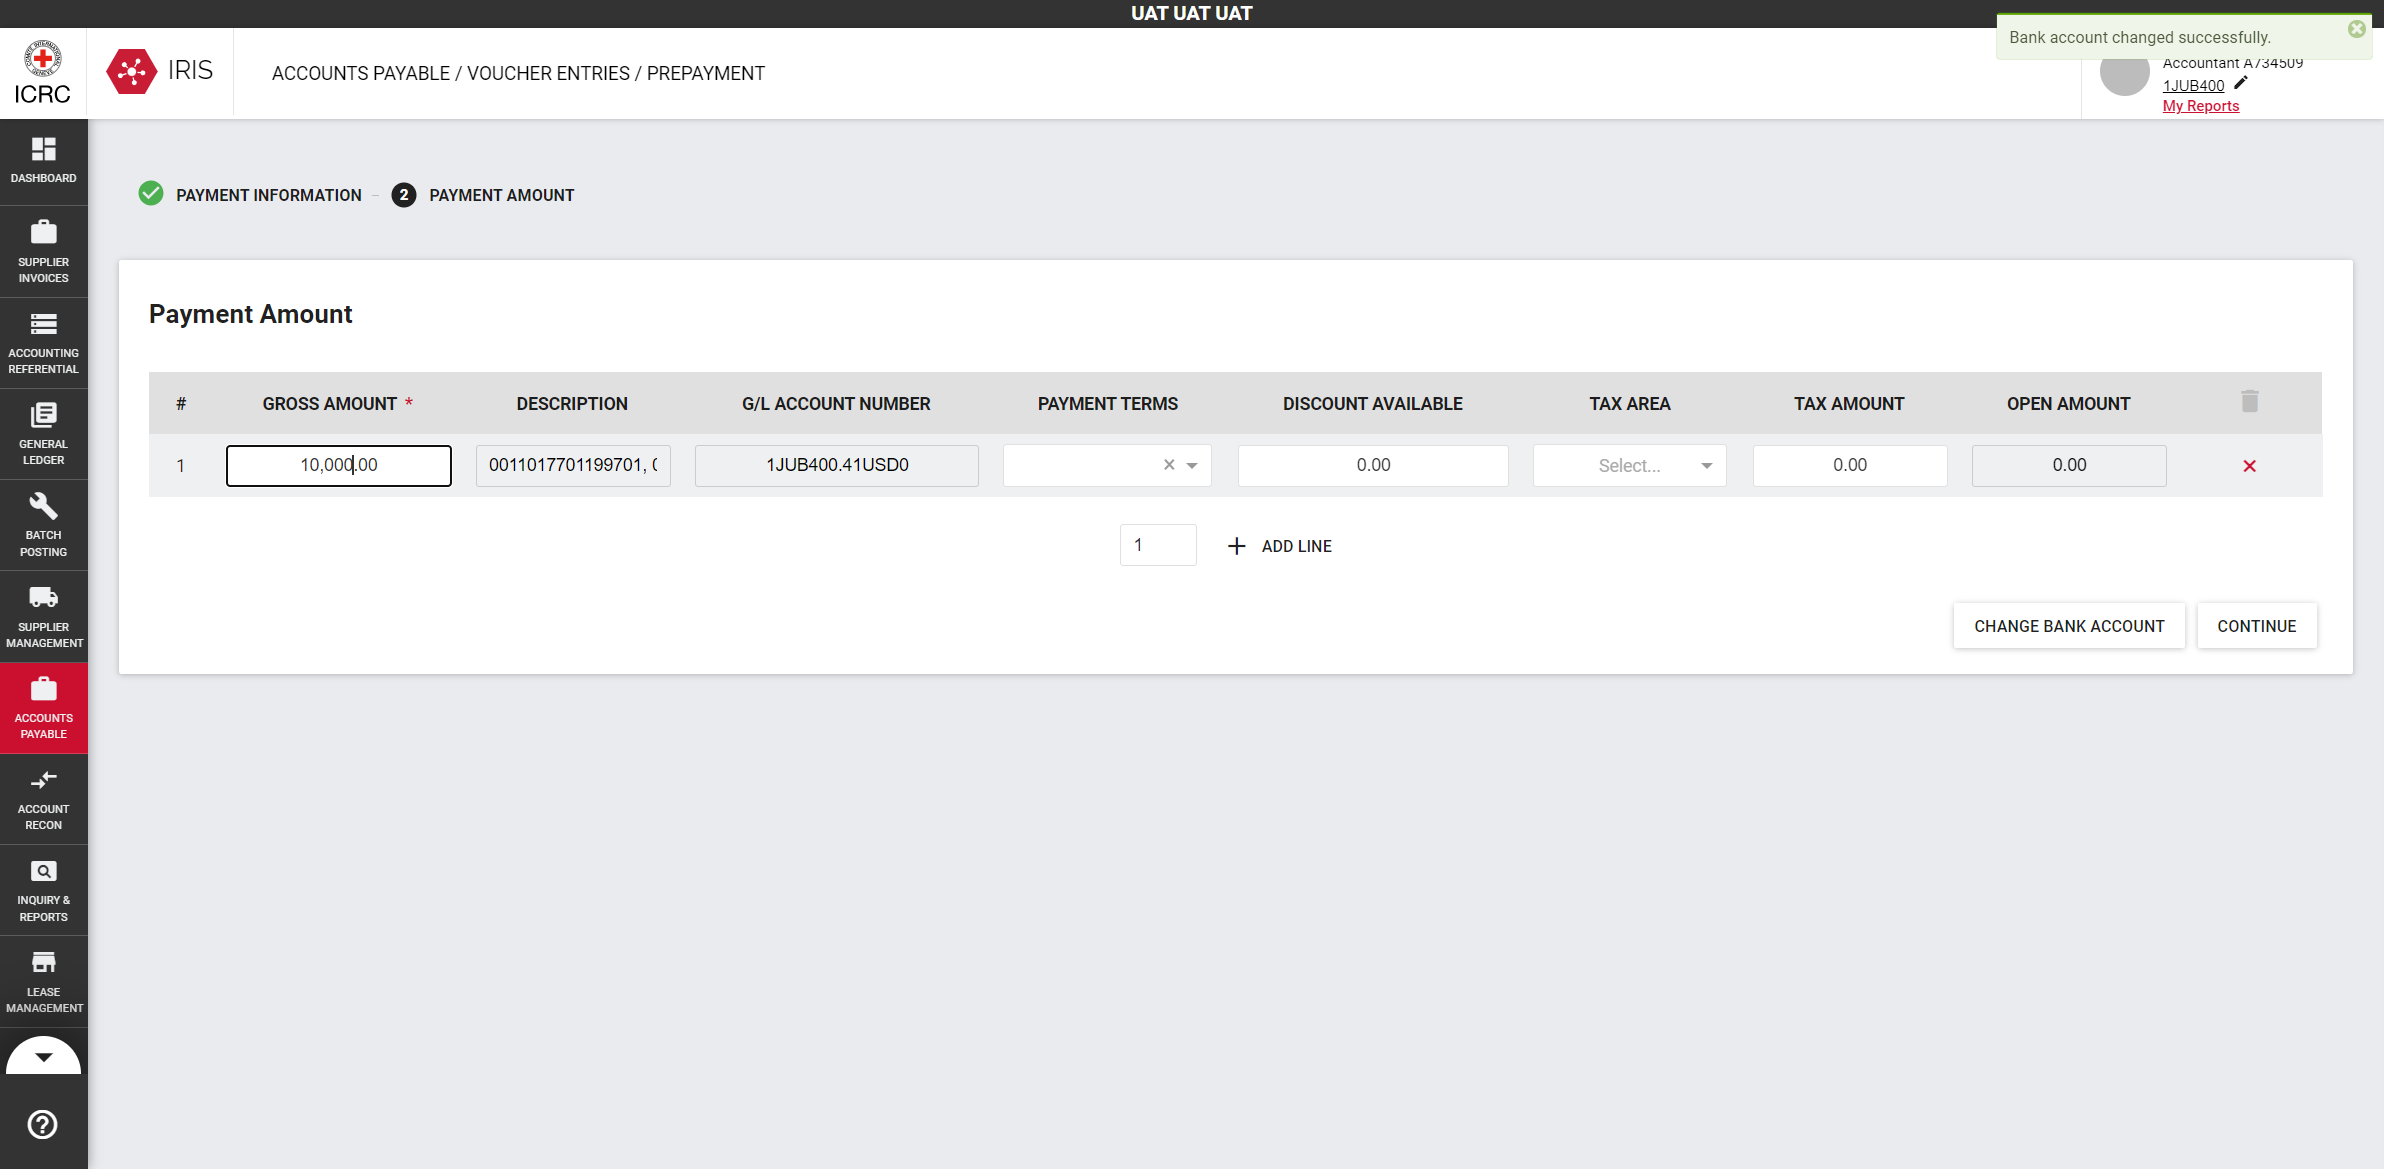 UAT UAT UAT
Bank account changed successfully.
ICRC
IRIS
ACCOUNTS PAYABLE / VOUCHER ENTRIES / PREPAYMENT
Accountant A734509
1JUB400
My Reports
DASHBOARD
SUPPLIER
INVOICES
ACCOUNTING
REFERENTIAL
GENERAL
LEDGER
BATCH
POSTING
SUPPLIER
MANAGEMENT
ACCOUNTS
PAYABLE
ACCOUNT
RECON
INQUIRY &
REPORTS
LEASE
MANAGEMENT
PAYMENT INFORMATION – 2 PAYMENT AMOUNT
Payment Amount
# GROSS AMOUNT * DESCRIPTION G/L ACCOUNT NUMBER PAYMENT TERMS DISCOUNT AVAILABLE TAX AREA TAX AMOUNT OPEN AMOUNT
1 10,000.00 0011017701199701, 1JUB400.41USD0 0.00 Select... 0.00 0.00
1 + ADD LINE
CHANGE BANK ACCOUNT CONTINUE